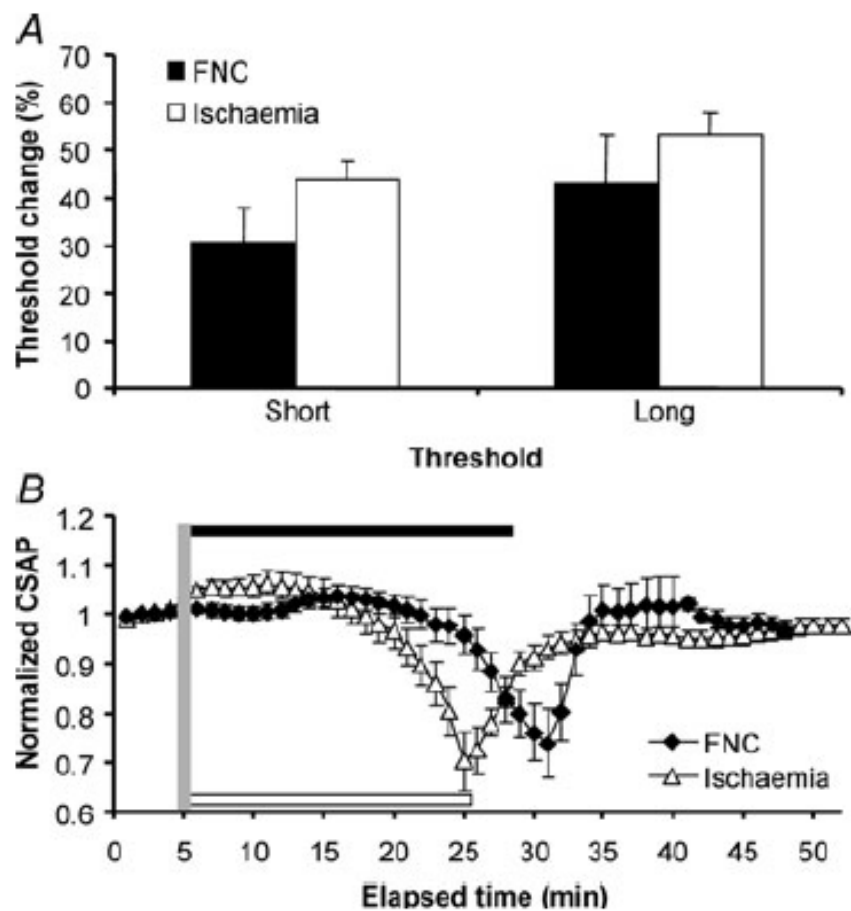 A
70
60
50
40
30
20
10
0
Threshold change (%)
FNC
Ischaemia
Short Long
Threshold
B
1.2
1.1
1
0.9
0.8
0.7
0.6
Normalized CSAP
FNC
Ischaemia
0 5 10 15 20 25 30 35 40 45 50
Elapsed time (min)